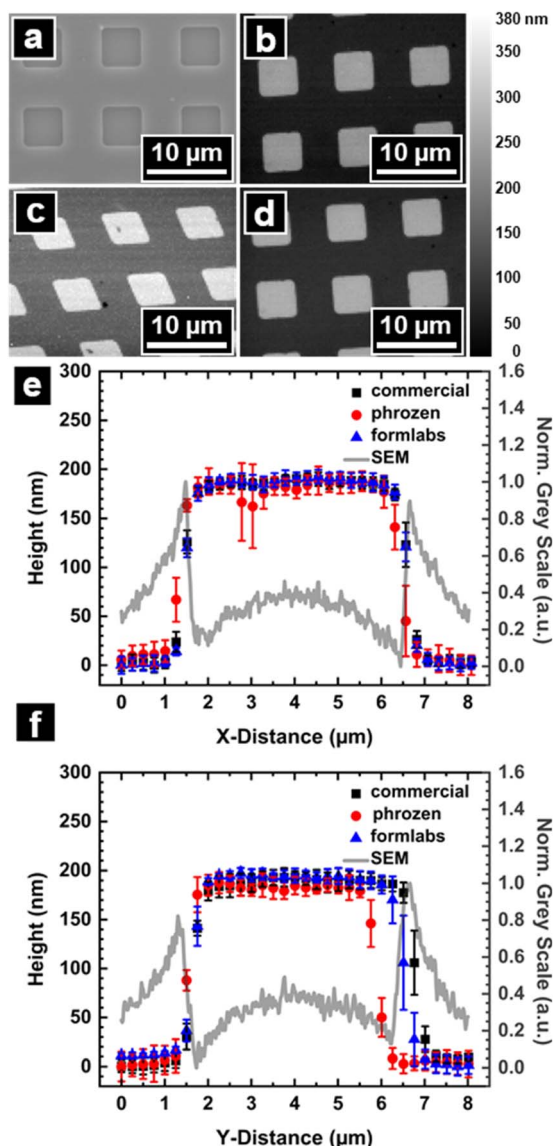 a
b
10 µm
10 µm
c
d
10 µm
10 µm
380 nm
350
300
250
200
150
100
50
0
e
300
250
200
150
100
50
0
Height (nm)
commercial
phrozen
formlabs
SEM
1.6
1.4
1.2
1.0
0.8
0.6
0.4
0.2
0.0
Norm. Grey Scale (a.u.)
0 1 2 3 4 5 6 7 8
X-Distance (µm)
f
300
250
200
150
100
50
0
Height (nm)
commercial
phrozen
formlabs
SEM
1.6
1.4
1.2
1.0
0.8
0.6
0.4
0.2
0.0
Norm. Grey Scale (a.u.)
0 1 2 3 4 5 6 7 8
Y-Distance (µm)